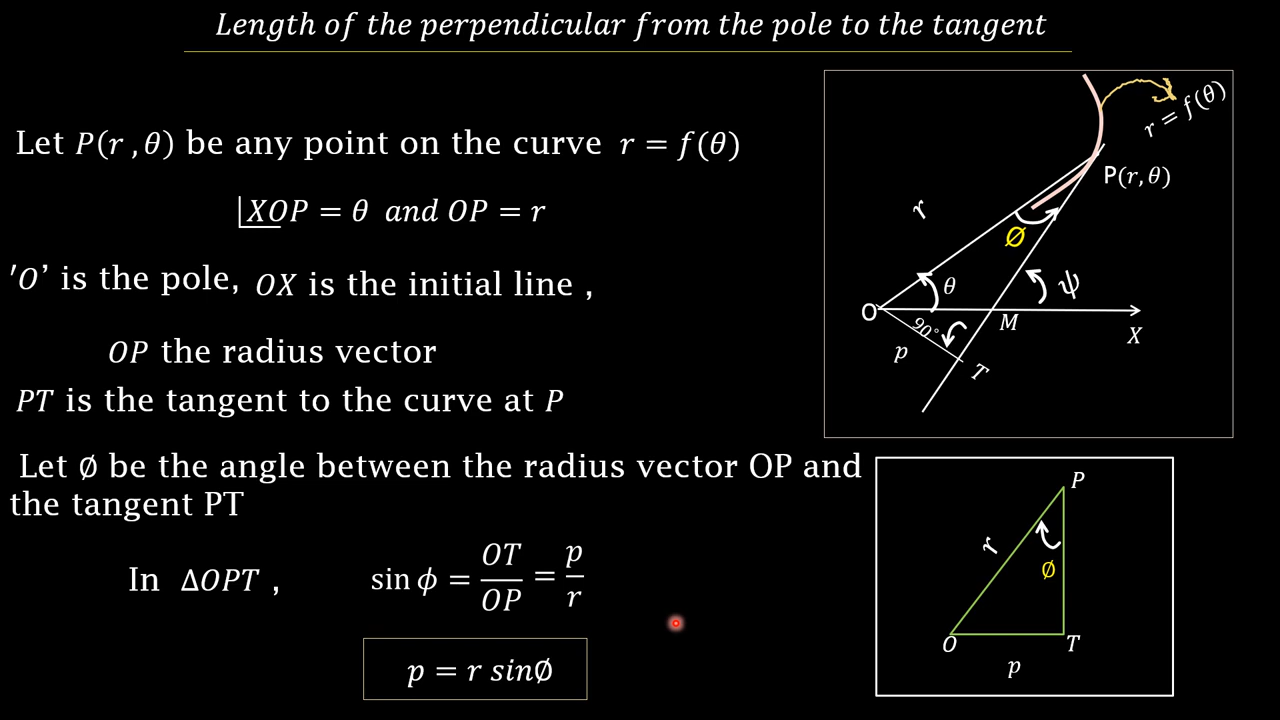 Length of the perpendicular from the pole to the tangent
Let P(r ,θ) be any point on the curve r = f(θ)
|XOP = θ and OP = r
'O' is the pole, OX is the initial line ,
OP the radius vector
PT is the tangent to the curve at P
Let ∅ be the angle between the radius vector OP and
the tangent PT
In ΔOPT , sin ϕ = OT/OP = p/r
p = r sin∅
r = f(θ)
P(r, θ)
r
∅
θ
ψ
O
M
X
90°
p
T
P
r
∅
O
T
p